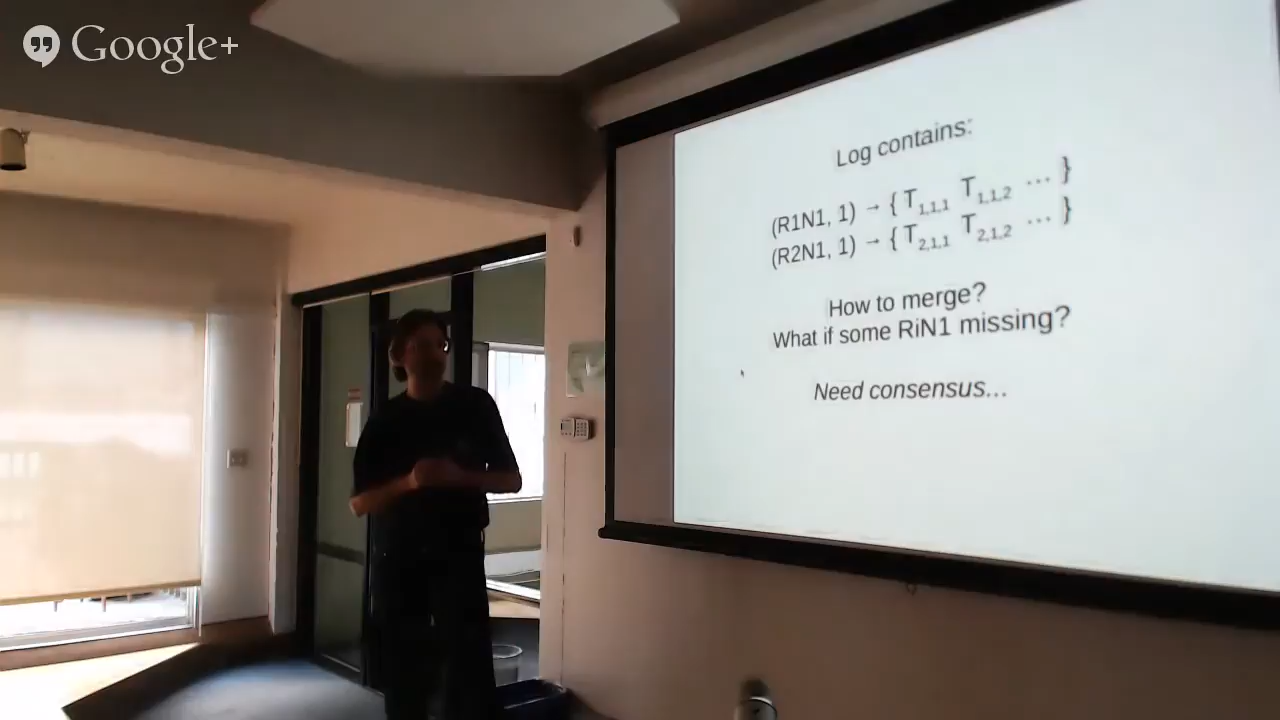 Google+
Log contains:
(R1N1, 1) → { T1,1,1 T1,1,2 ... }
(R2N1, 1) → { T2,1,1 T2,1,2 ... }
How to merge?
What if some RiN1 missing?
Need consensus...